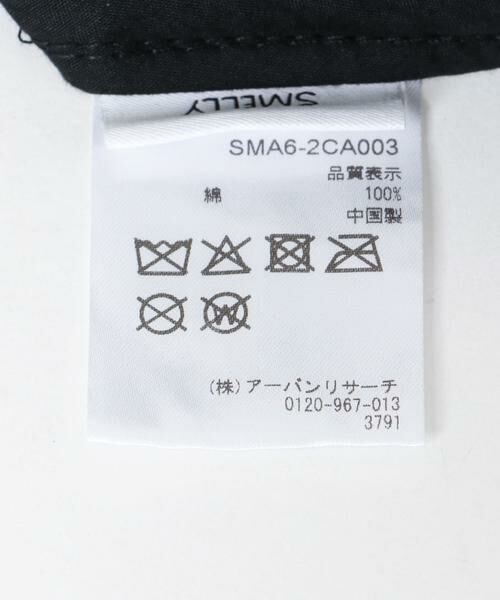 SMELLY
SMA6-2CA003
品質表示
綿 100%
中国製
W
(株)アーバンリサーチ
0120-967-013
3791